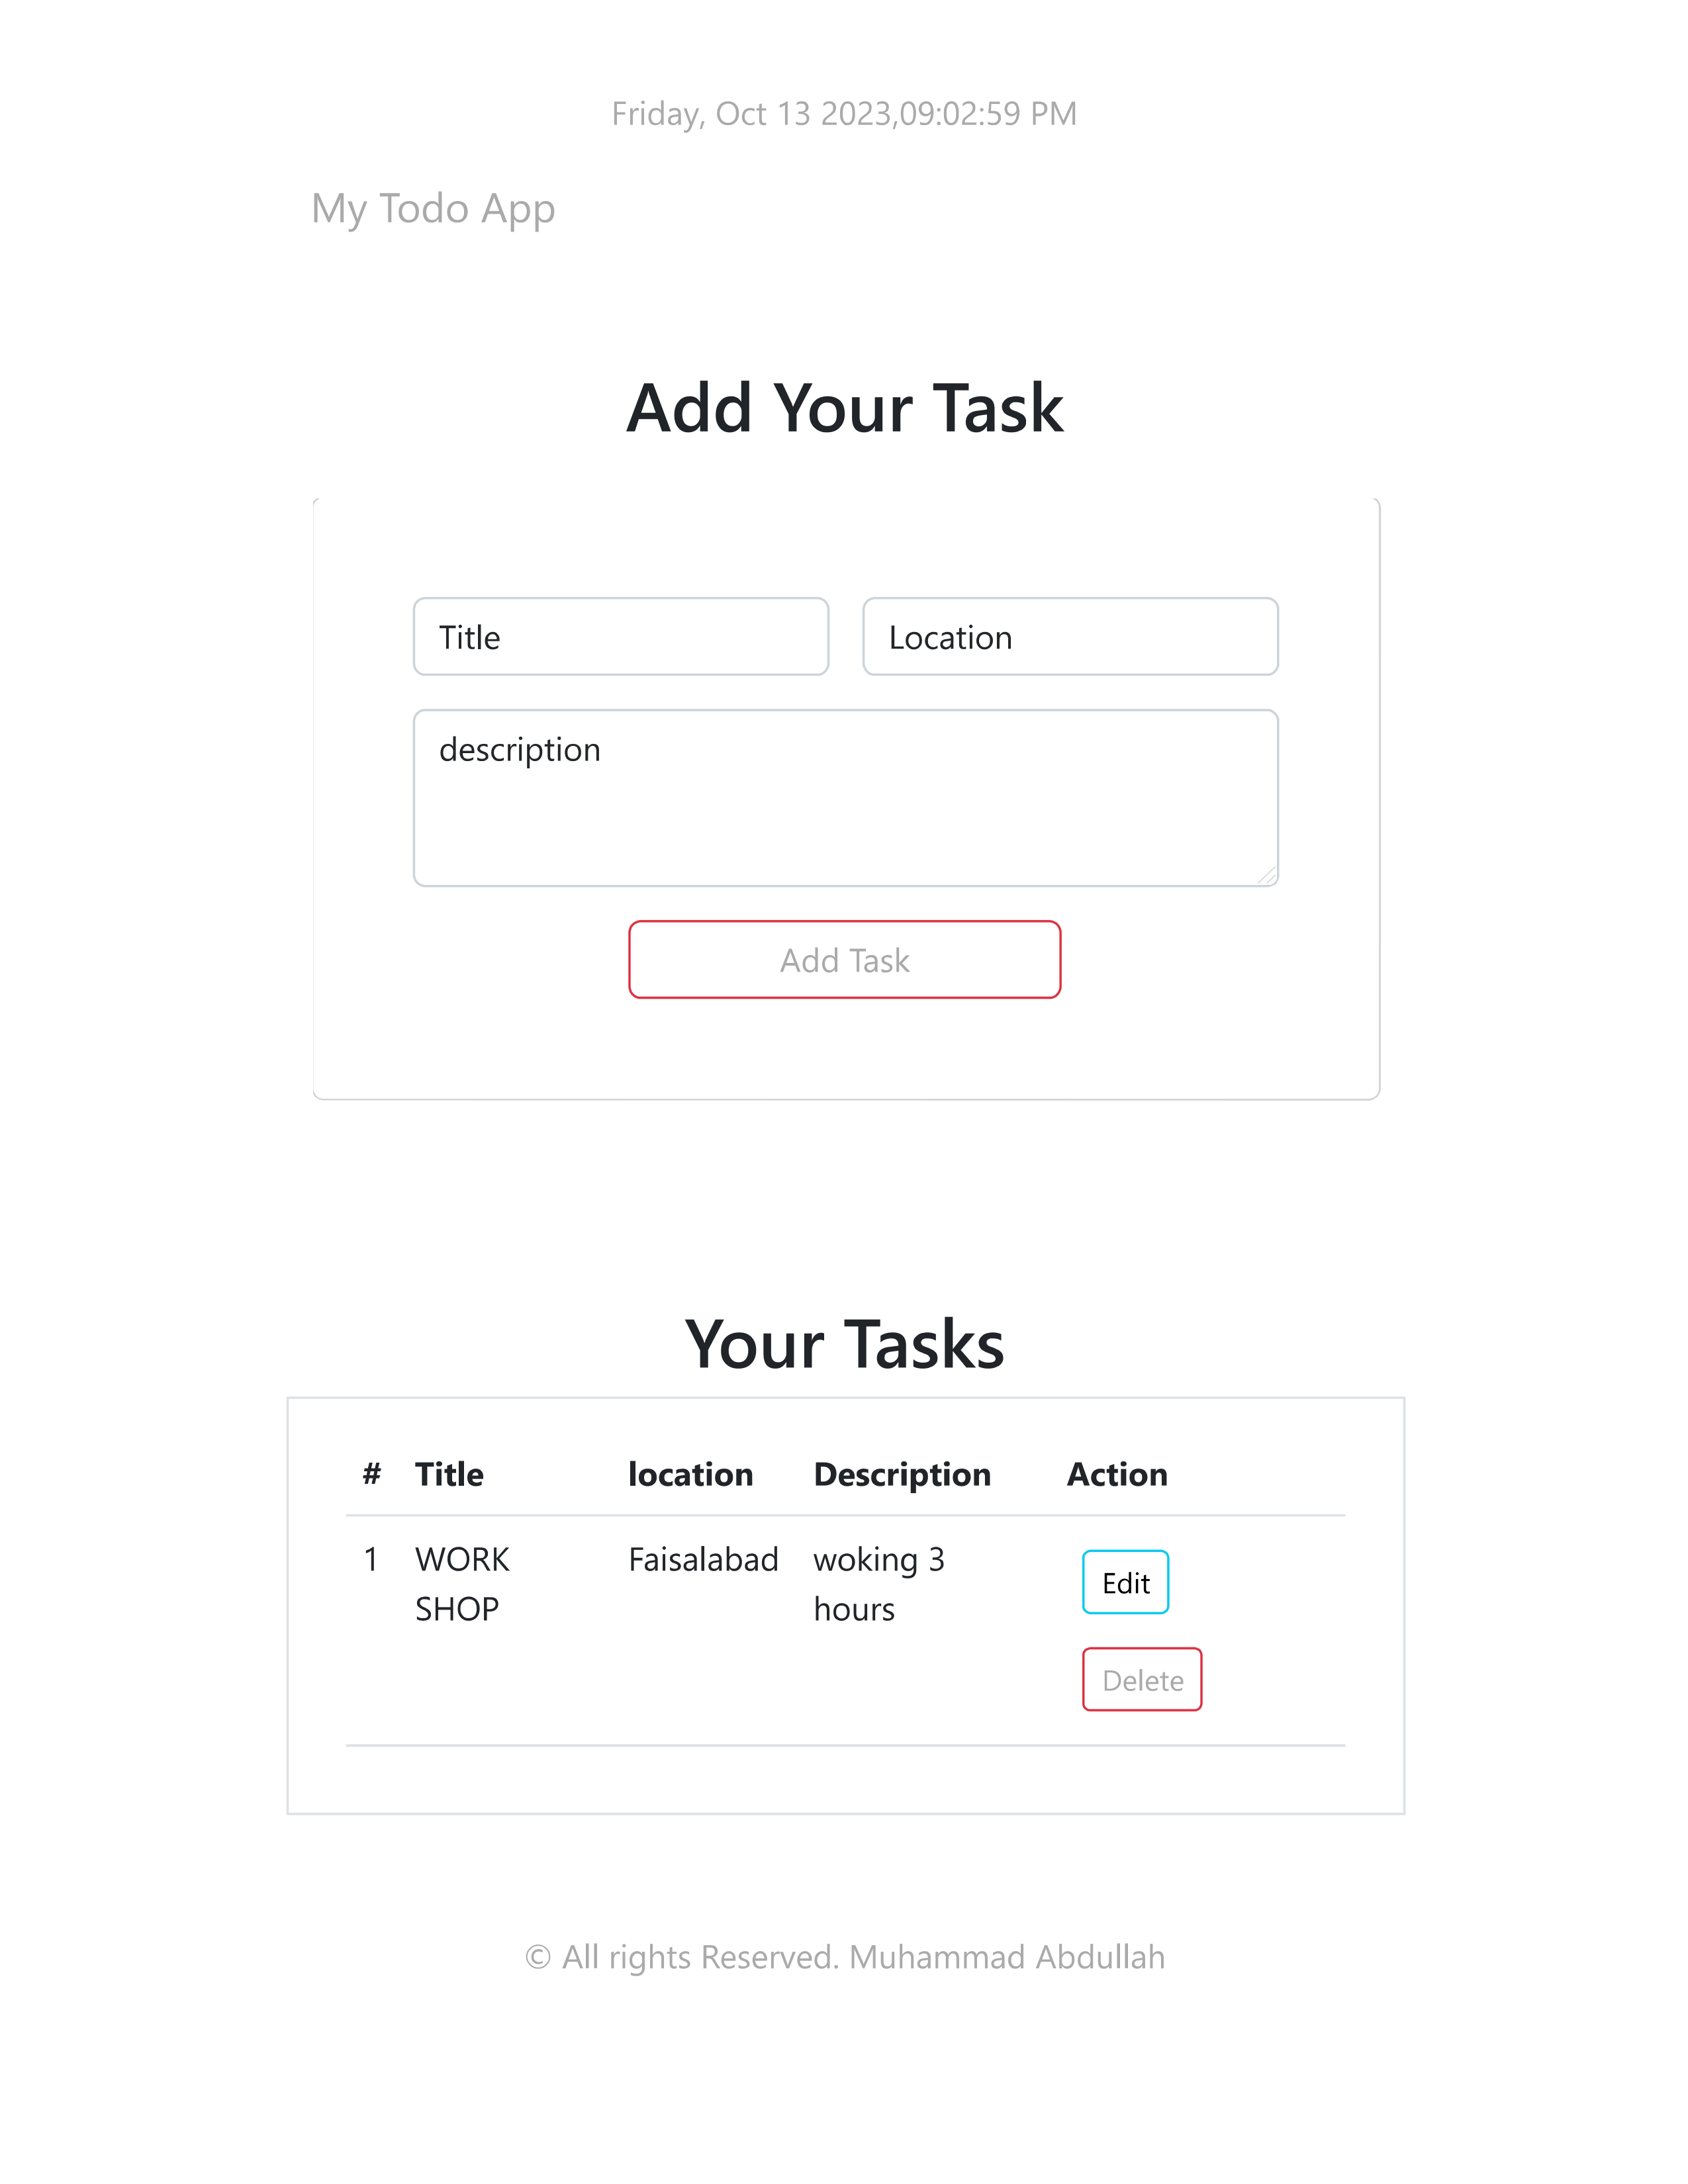 Friday, Oct 13 2023,09:02:59 PM
My Todo App
Add Your Task
Title
Location
description
Add Task
Your Tasks
# Title location Description Action
1 WORK Faisalabad woking 3 Edit
SHOP hours
Delete
© All rights Reserved. Muhammad Abdullah